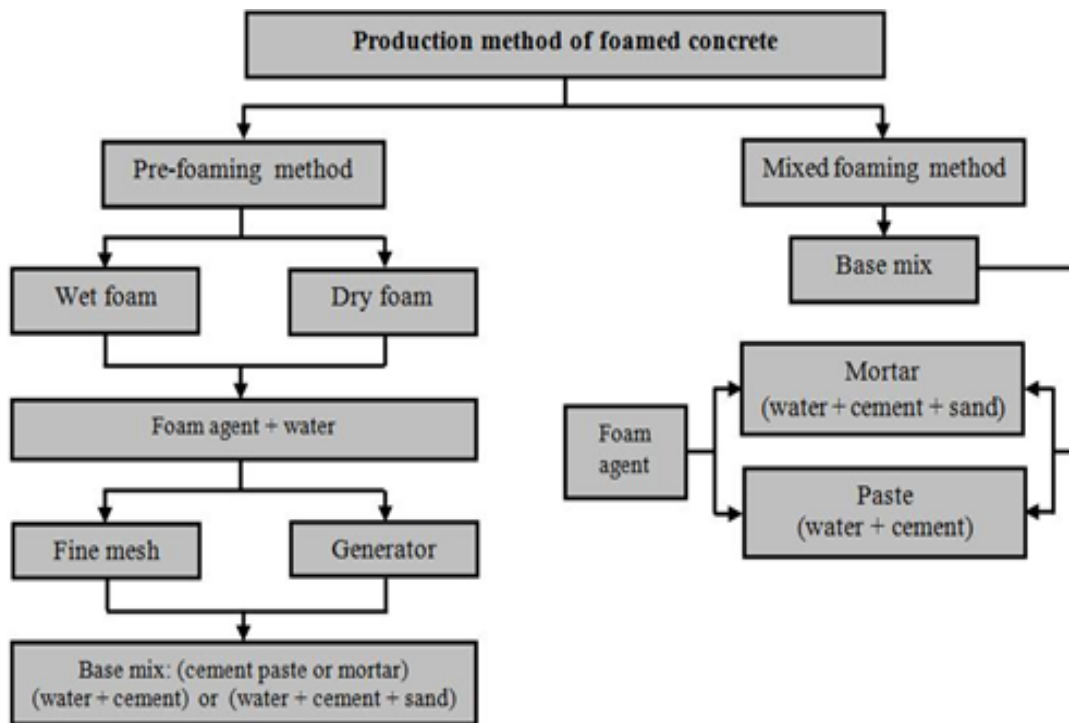 Production method of foamed concrete
Pre-foaming method
Mixed foaming method
Wet foam
Dry foam
Base mix
Foam agent + water
Mortar
(water + cement + sand)
Foam
agent
Paste
(water + cement)
Fine mesh
Generator
Base mix: (cement paste or mortar)
(water + cement) or (water + cement + sand)